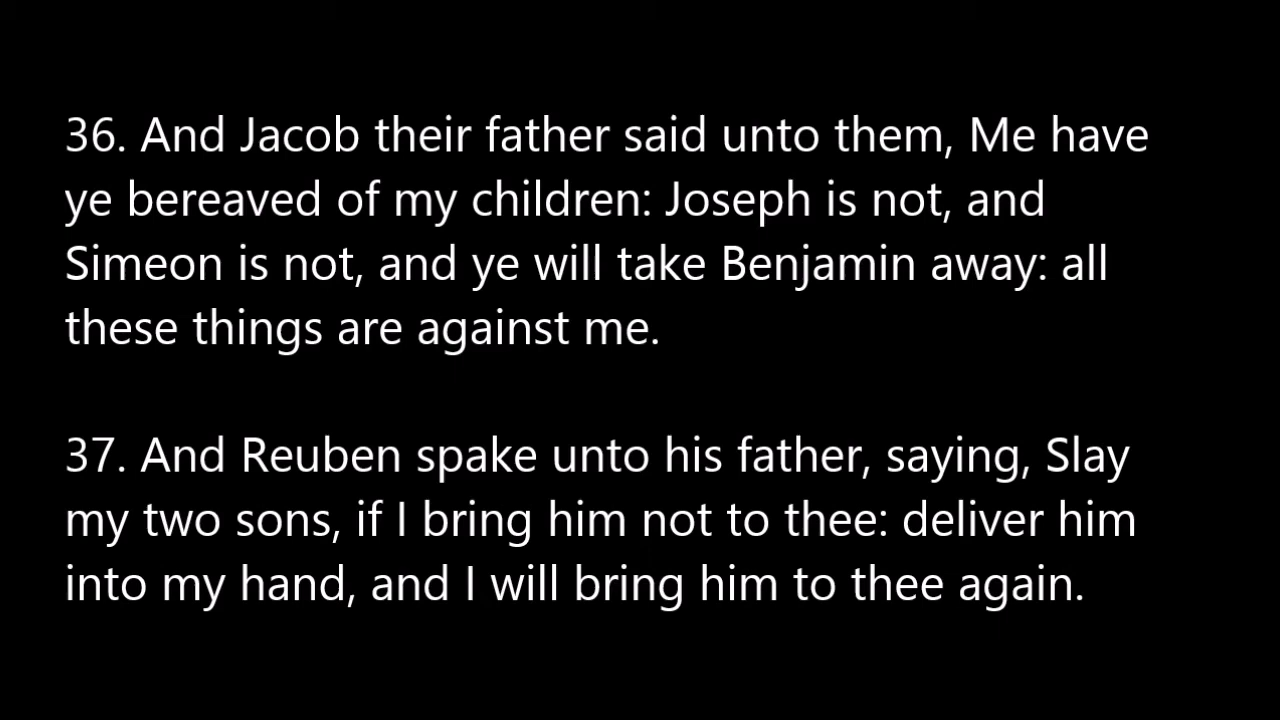 36. And Jacob their father said unto them, Me have
ye bereaved of my children: Joseph is not, and
Simeon is not, and ye will take Benjamin away: all
these things are against me.
37. And Reuben spake unto his father, saying, Slay
my two sons, if I bring him not to thee: deliver him
into my hand, and I will bring him to thee again.